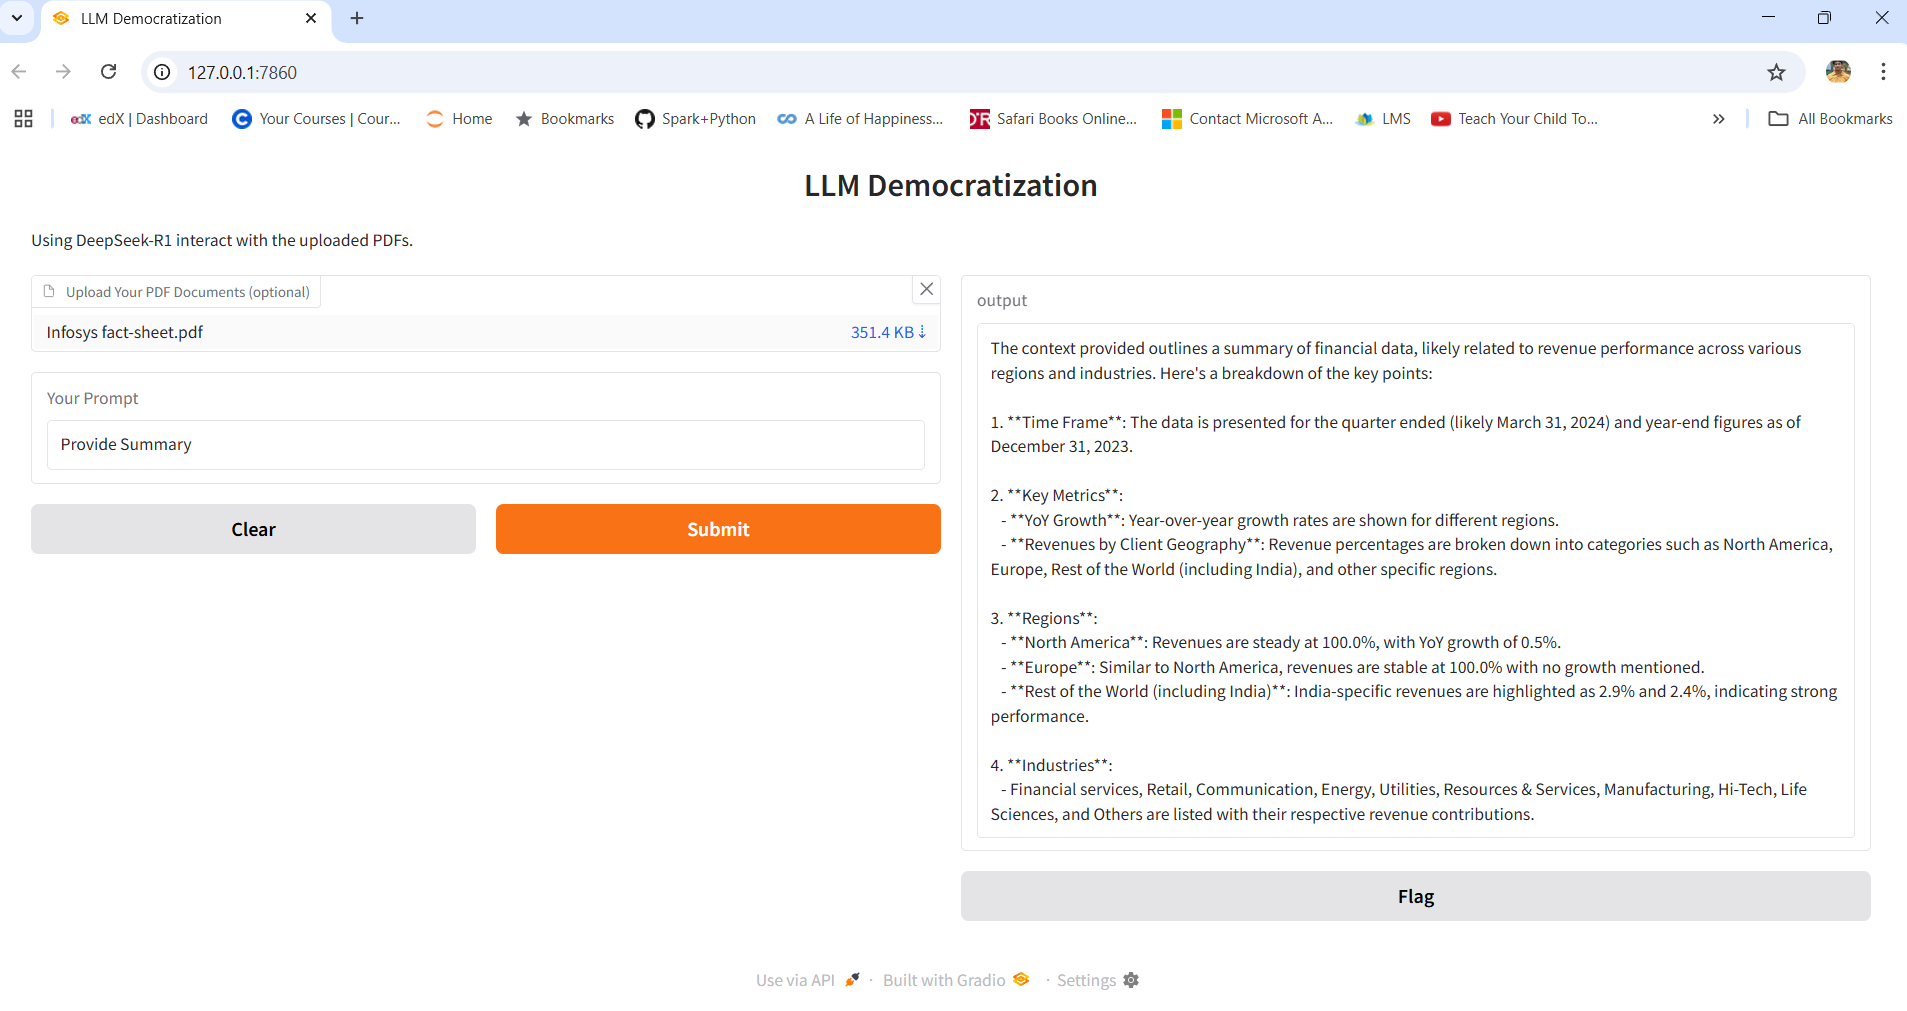 LLM Democratization
127.0.0.1:7860
edX | Dashboard
Your Courses | Cour...
Home
Bookmarks
Spark+Python
A Life of Happiness...
Safari Books Online...
Contact Microsoft A...
LMS
Teach Your Child To...
All Bookmarks
LLM Democratization
Using DeepSeek-R1 interact with the uploaded PDFs.
Upload Your PDF Documents (optional)
Infosys fact-sheet.pdf 351.4 KB ⇣
Your Prompt
Provide Summary
Clear
Submit
output
The context provided outlines a summary of financial data, likely related to revenue performance across various
regions and industries. Here's a breakdown of the key points:
1. **Time Frame**: The data is presented for the quarter ended (likely March 31, 2024) and year-end figures as of
December 31, 2023.
2. **Key Metrics**:
- **YoY Growth**: Year-over-year growth rates are shown for different regions.
- **Revenues by Client Geography**: Revenue percentages are broken down into categories such as North America,
Europe, Rest of the World (including India), and other specific regions.
3. **Regions**:
- **North America**: Revenues are steady at 100.0%, with YoY growth of 0.5%.
- **Europe**: Similar to North America, revenues are stable at 100.0% with no growth mentioned.
- **Rest of the World (including India)**: India-specific revenues are highlighted as 2.9% and 2.4%, indicating strong
performance.
4. **Industries**:
- Financial services, Retail, Communication, Energy, Utilities, Resources & Services, Manufacturing, Hi-Tech, Life
Sciences, and Others are listed with their respective revenue contributions.
Flag
Use via API · Built with Gradio · Settings